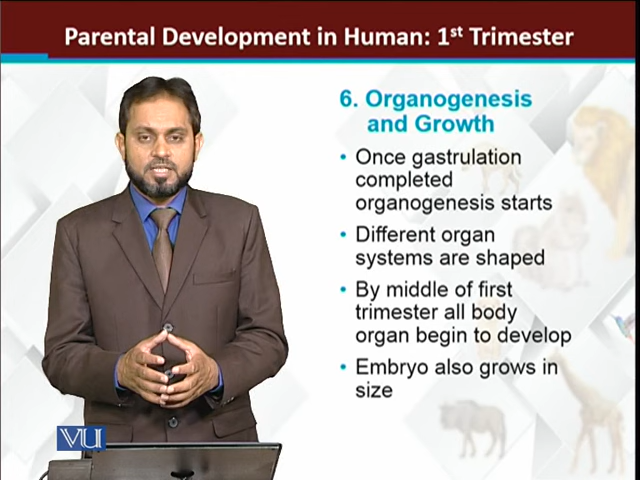 Parental Development in Human: 1st Trimester
6. Organogenesis
and Growth
• Once gastrulation
completed
organogenesis starts
• Different organ
systems are shaped
• By middle of first
trimester all body
organ begin to develop
• Embryo also grows in
size
VU